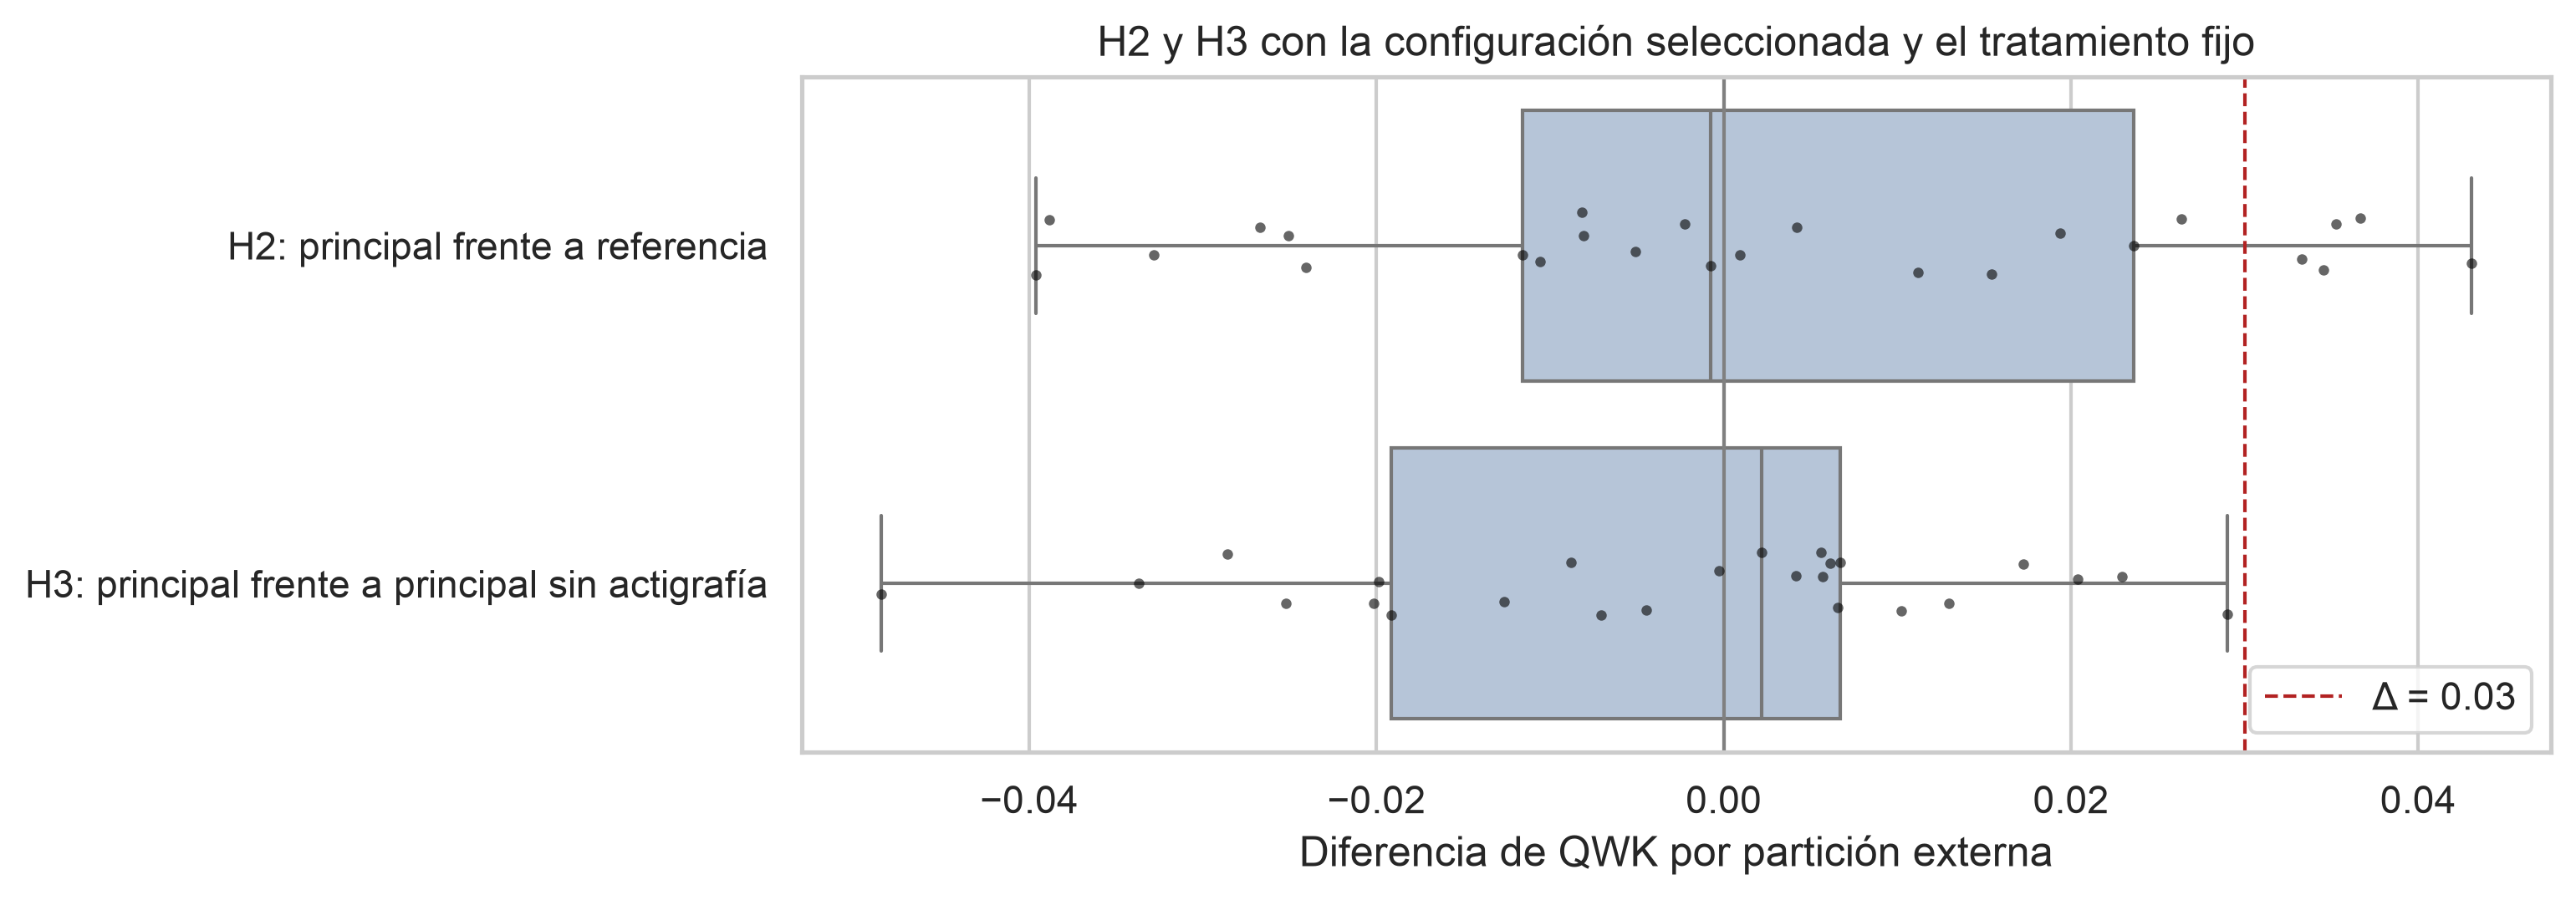 H2 y H3 con la configuración seleccionada y el tratamiento fijo
H2: principal frente a referencia
H3: principal frente a principal sin actigrafía
Δ = 0.03
−0.04
−0.02
0.00
0.02
0.04
Diferencia de QWK por partición externa